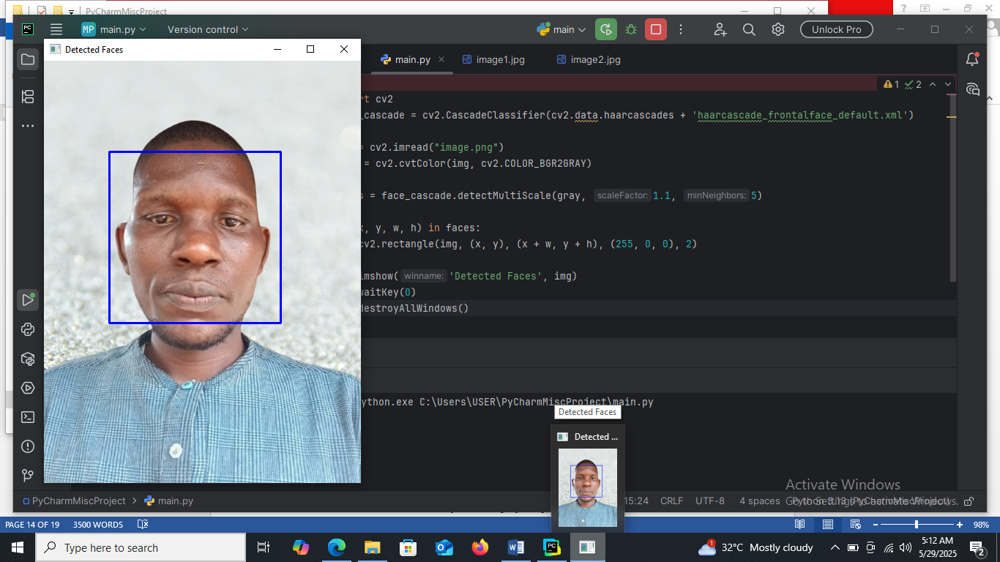 PyCharmMiscProject
PC
MP main.py
Version control
main
Unlock Pro
Detected Faces
main.py
image1.jpg
image2.jpg
1 2
rt cv2
_cascade = cv2.CascadeClassifier(cv2.data.haarcascades + 'haarcascade_frontalface_default.xml')
= cv2.imread("image.png")
= cv2.cvtColor(img, cv2.COLOR_BGR2GRAY)
s = face_cascade.detectMultiScale(gray, scaleFactor: 1.1, minNeighbors: 5)
x, y, w, h) in faces:
cv2.rectangle(img, (x, y), (x + w, y + h), (255, 0, 0), 2)
imshow( winname: 'Detected Faces', img)
waitKey(0)
destroyAllWindows()
ython.exe C:\Users\USER\PyCharmMiscProject\main.py
Detected Faces
Detected ...
Activate Windows
Go to Settings to activate Windows.
PyCharmMiscProject > main.py
15:24 CRLF UTF-8 4 spaces Python 3.13 (PyCharmMiscProject)
PAGE 14 OF 19 3500 WORDS 98%
Type here to search
PC
1 32°C Mostly cloudy
5:12 AM
5/29/2025
2